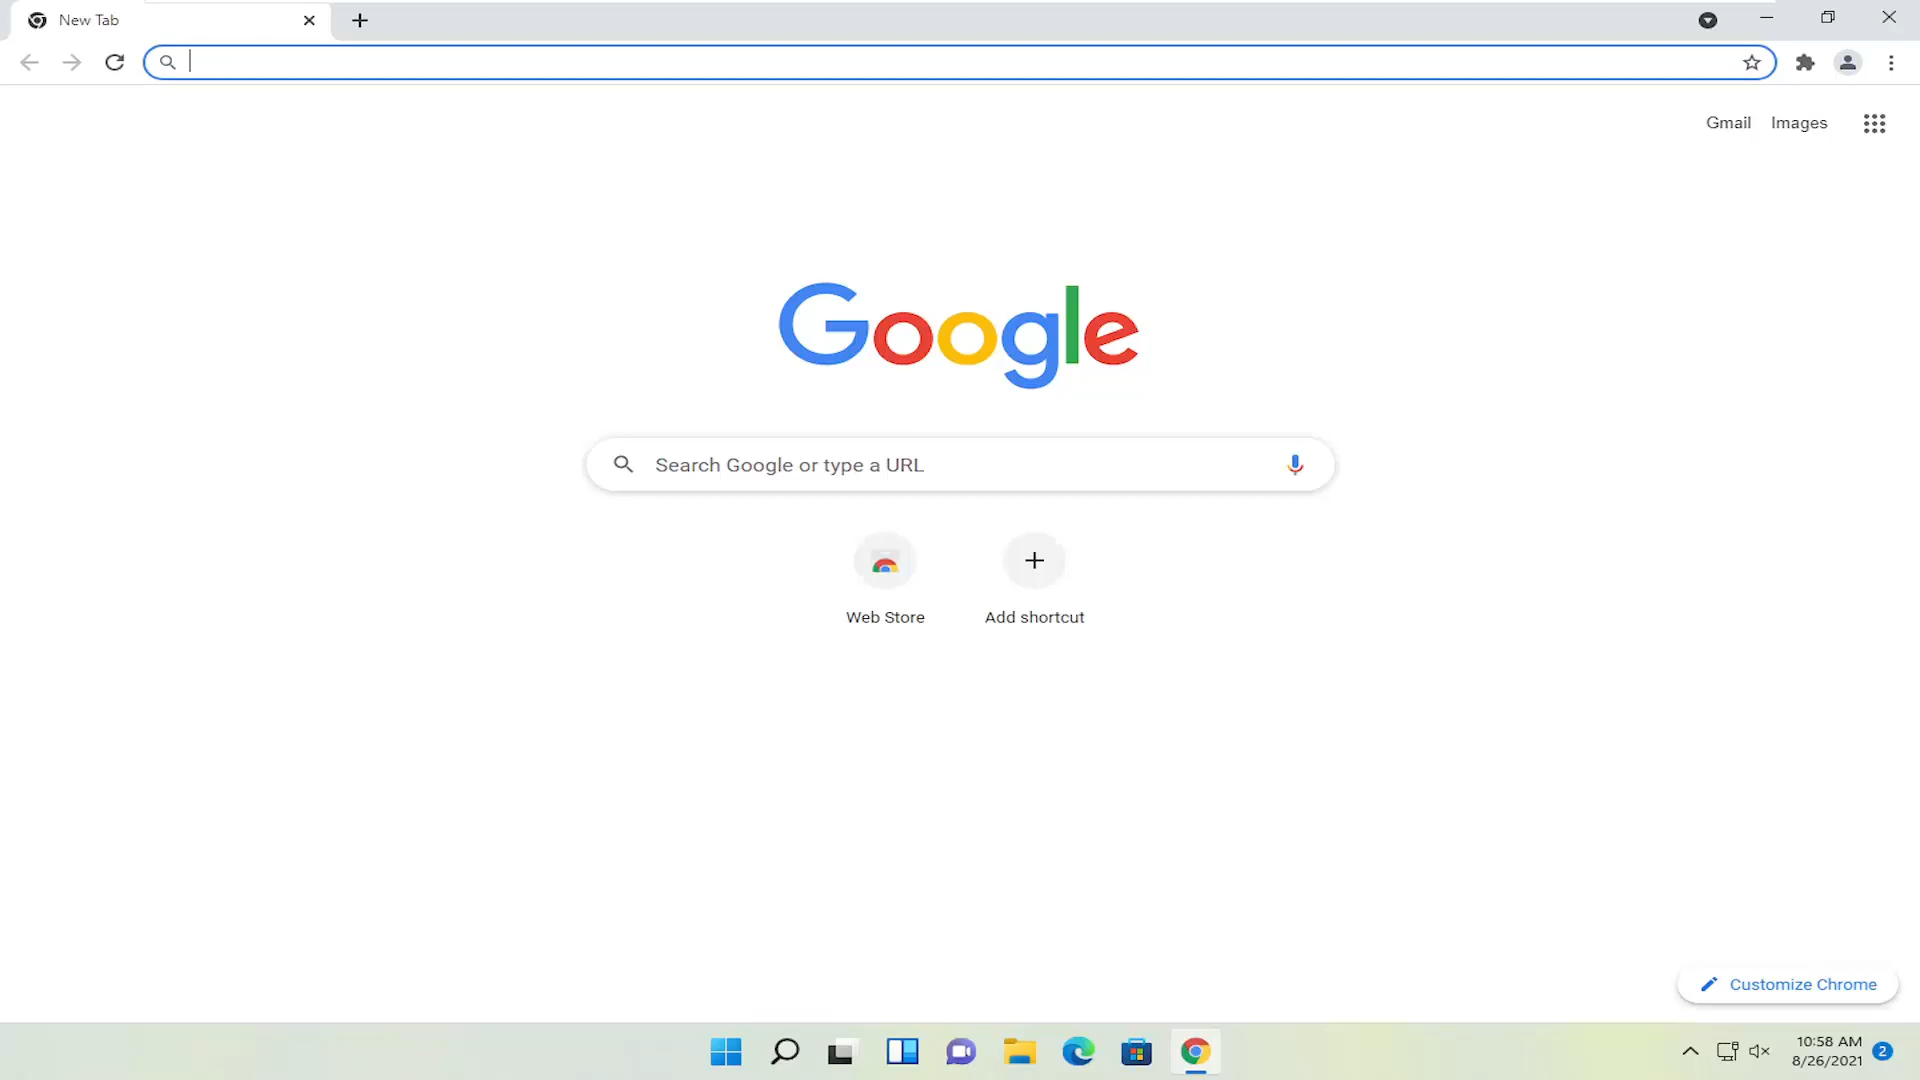 New Tab
Gmail Images
Google
Search Google or type a URL
Web Store Add shortcut
Customize Chrome
10:58 AM
8/26/2021 2